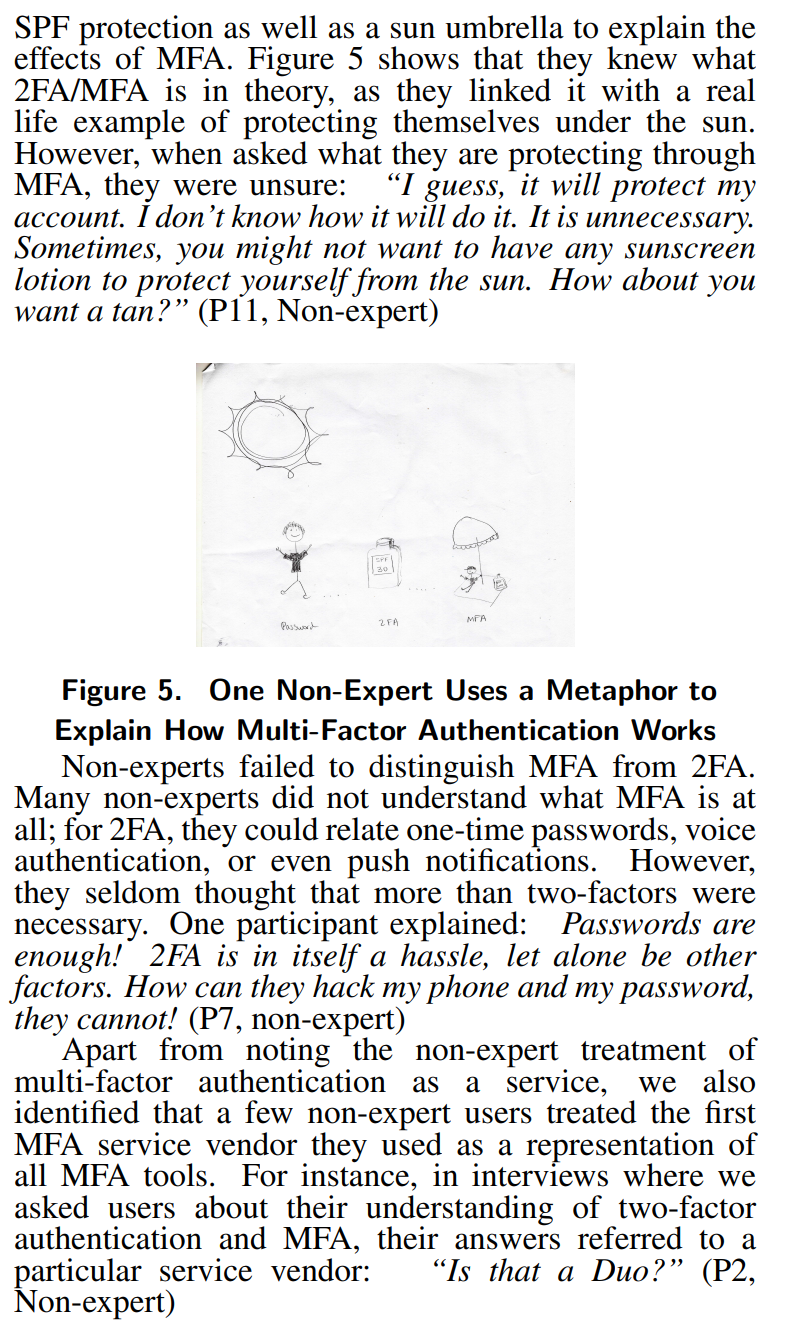 SPF protection as well as a sun umbrella to explain the
effects of MFA. Figure 5 shows that they knew what
2FA/MFA is in theory, as they linked it with a real
life example of protecting themselves under the sun.
However, when asked what they are protecting through
MFA, they were unsure: “I guess, it will protect my
account. I don’t know how it will do it. It is unnecessary.
Sometimes, you might not want to have any sunscreen
lotion to protect yourself from the sun. How about you
want a tan?” (P11, Non-expert)
SPF
30
Password
2FA
MFA
Figure 5. One Non-Expert Uses a Metaphor to
Explain How Multi-Factor Authentication Works
Non-experts failed to distinguish MFA from 2FA.
Many non-experts did not understand what MFA is at
all; for 2FA, they could relate one-time passwords, voice
authentication, or even push notifications. However,
they seldom thought that more than two-factors were
necessary. One participant explained: Passwords are
enough! 2FA is in itself a hassle, let alone be other
factors. How can they hack my phone and my password,
they cannot! (P7, non-expert)
Apart from noting the non-expert treatment of
multi-factor authentication as a service, we also
identified that a few non-expert users treated the first
MFA service vendor they used as a representation of
all MFA tools. For instance, in interviews where we
asked users about their understanding of two-factor
authentication and MFA, their answers referred to a
particular service vendor: “Is that a Duo?” (P2,
Non-expert)